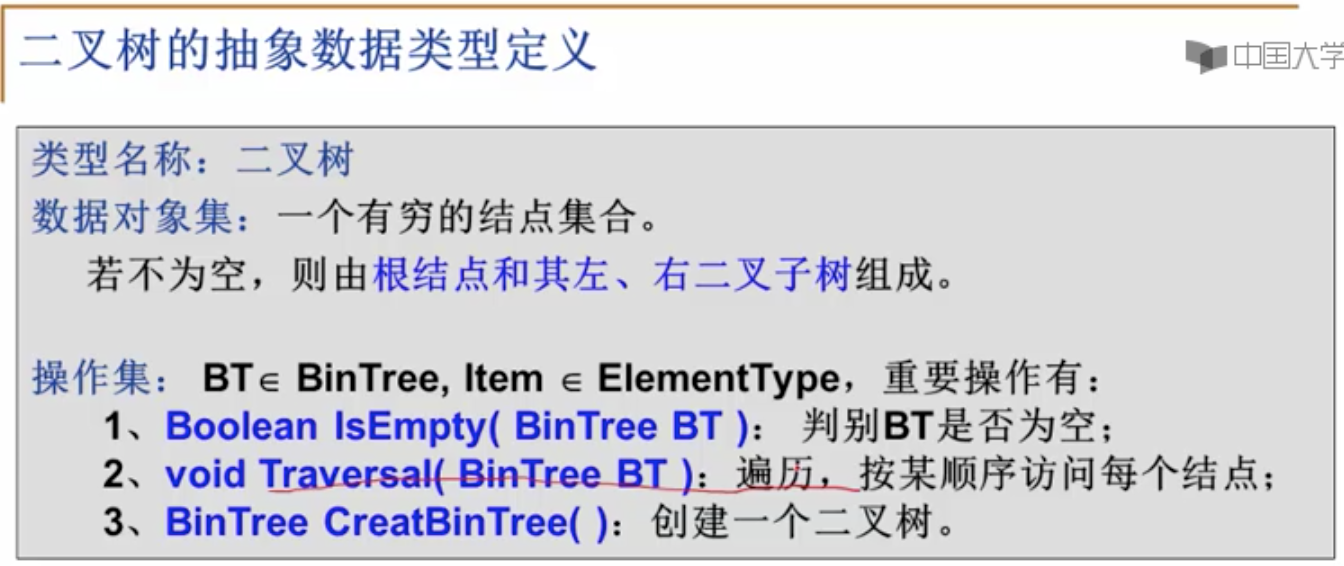 二叉树的抽象数据类型定义
中国大学
类型名称：二叉树
数据对象集：一个有穷的结点集合。
若不为空，则由根结点和其左、右二叉子树组成。
操作集： BT∈ BinTree, Item ∈ ElementType，重要操作有：
1、Boolean IsEmpty( BinTree BT )： 判别BT是否为空；
2、void Traversal( BinTree BT )：遍历，按某顺序访问每个结点；
3、BinTree CreatBinTree( )：创建一个二叉树。